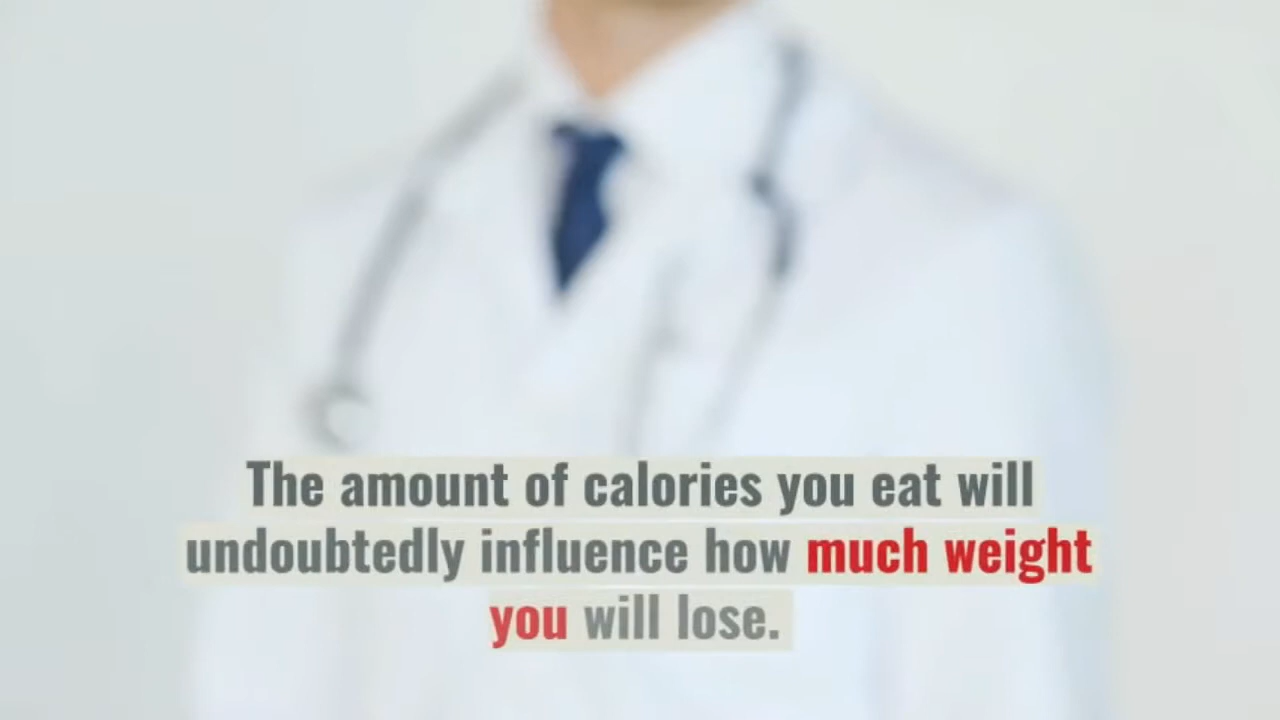 The amount of calories you eat will
undoubtedly influence how much weight
you will lose.